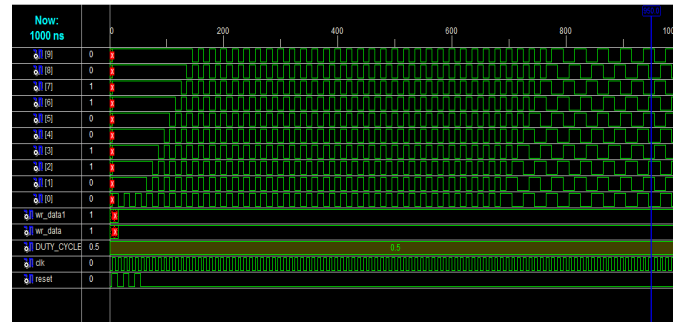 Now:
1000 ns
0 200 400 600 800 100
[9] 0
[8] 0
[7] 1
[6] 1
[5] 0
[4] 0
[3] 1
[2] 1
[1] 0
[0] 0
wr_data1 1
wr_data 1
DUTY_CYCLE 0.5 0.5
clk 0
reset 0